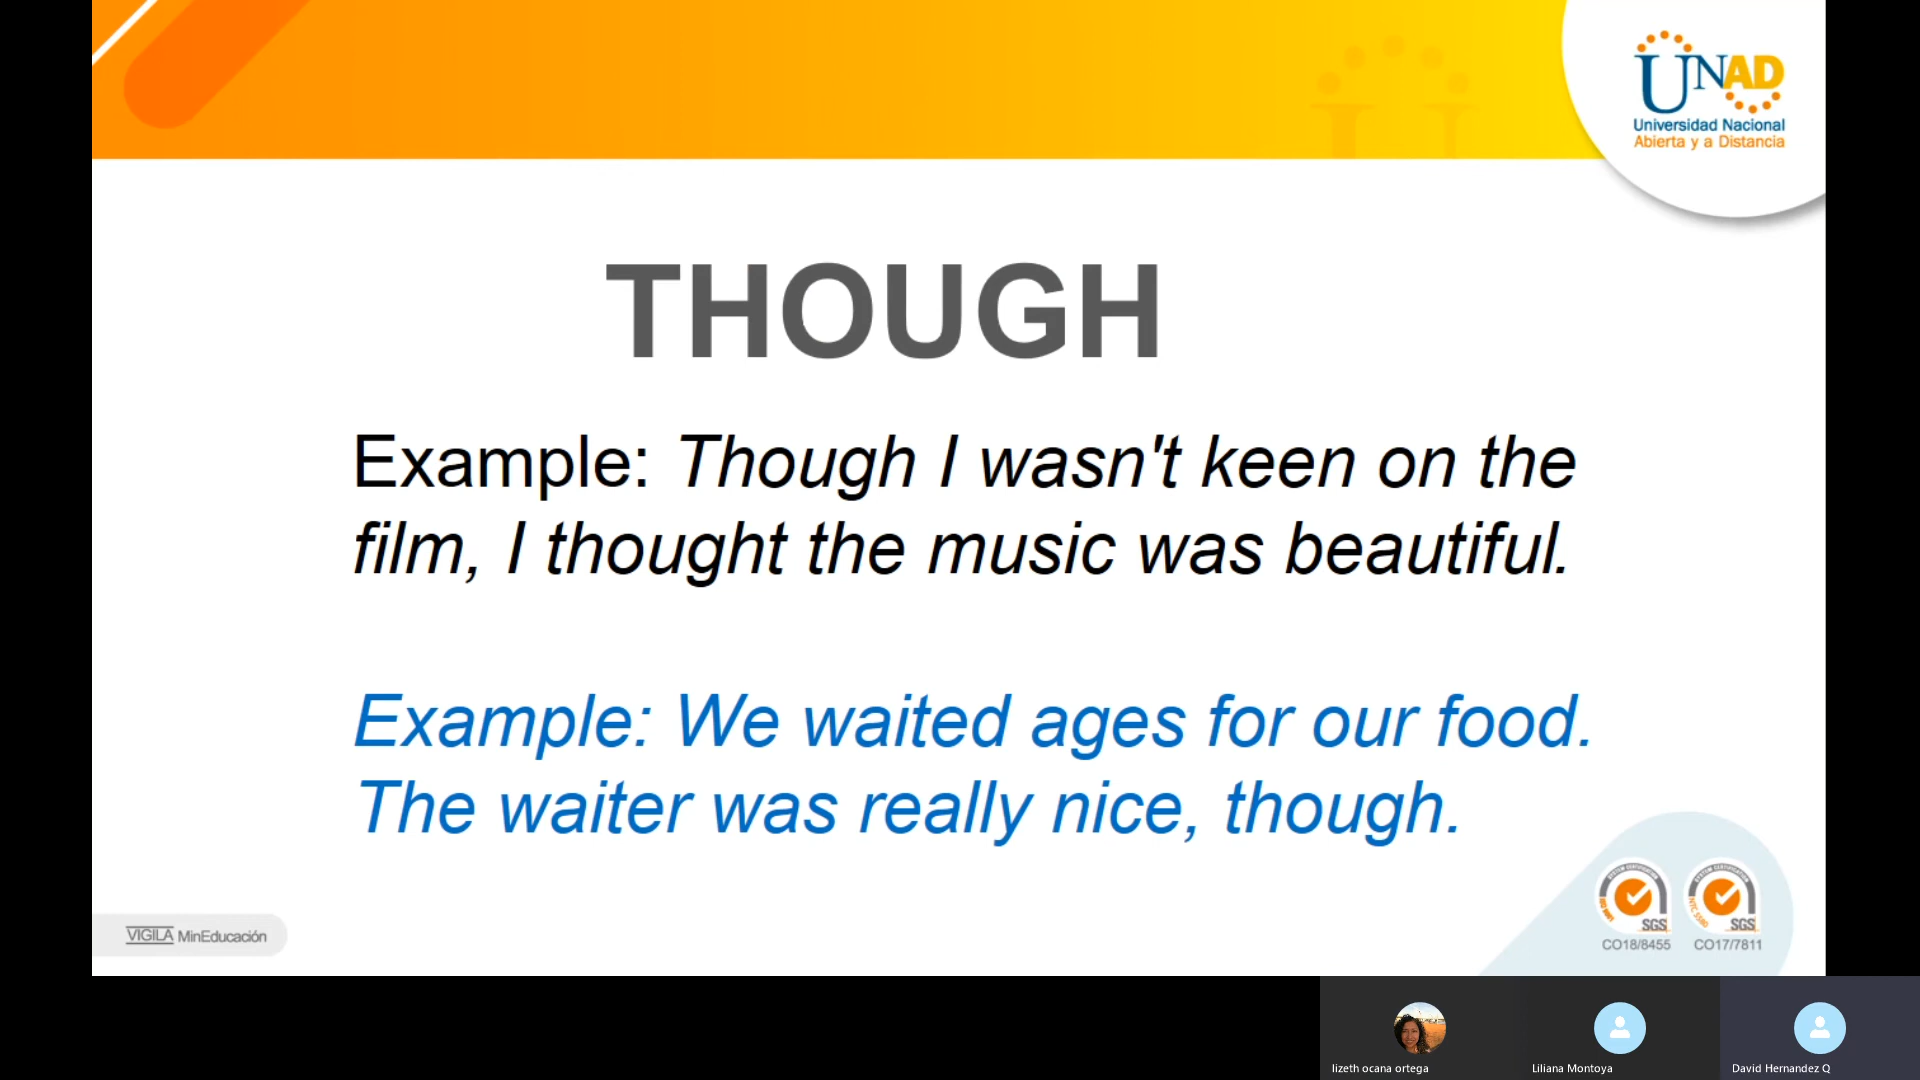 UNAD
Universidad Nacional
Abierta y a Distancia
THOUGH
Example: Though I wasn't keen on the
film, I thought the music was beautiful.
Example: We waited ages for our food.
The waiter was really nice, though.
VIGILA MinEducación
SGS SGS
CO18/8455 CO17/7811
lizeth ocana ortega
Liliana Montoya
David Hernandez Q